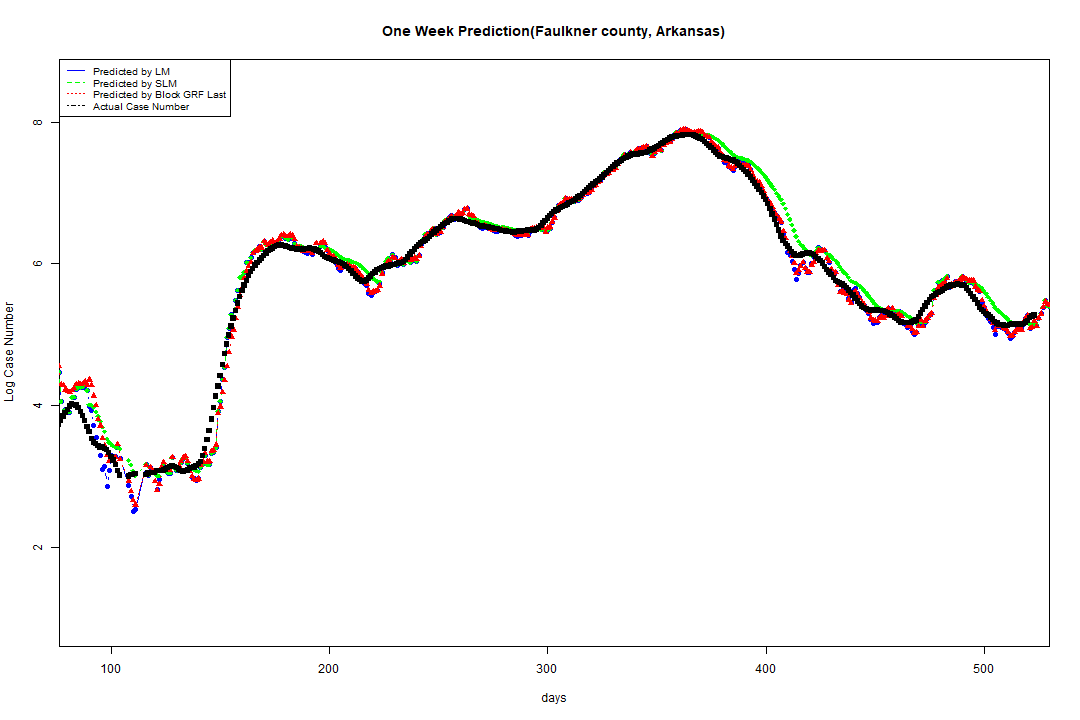 One Week Prediction(Faulkner county, Arkansas)
Predicted by LM
Predicted by SLM
Predicted by Block GRF Last
Actual Case Number
8
6
4
2
Log Case Number
100 200 300 400 500
days